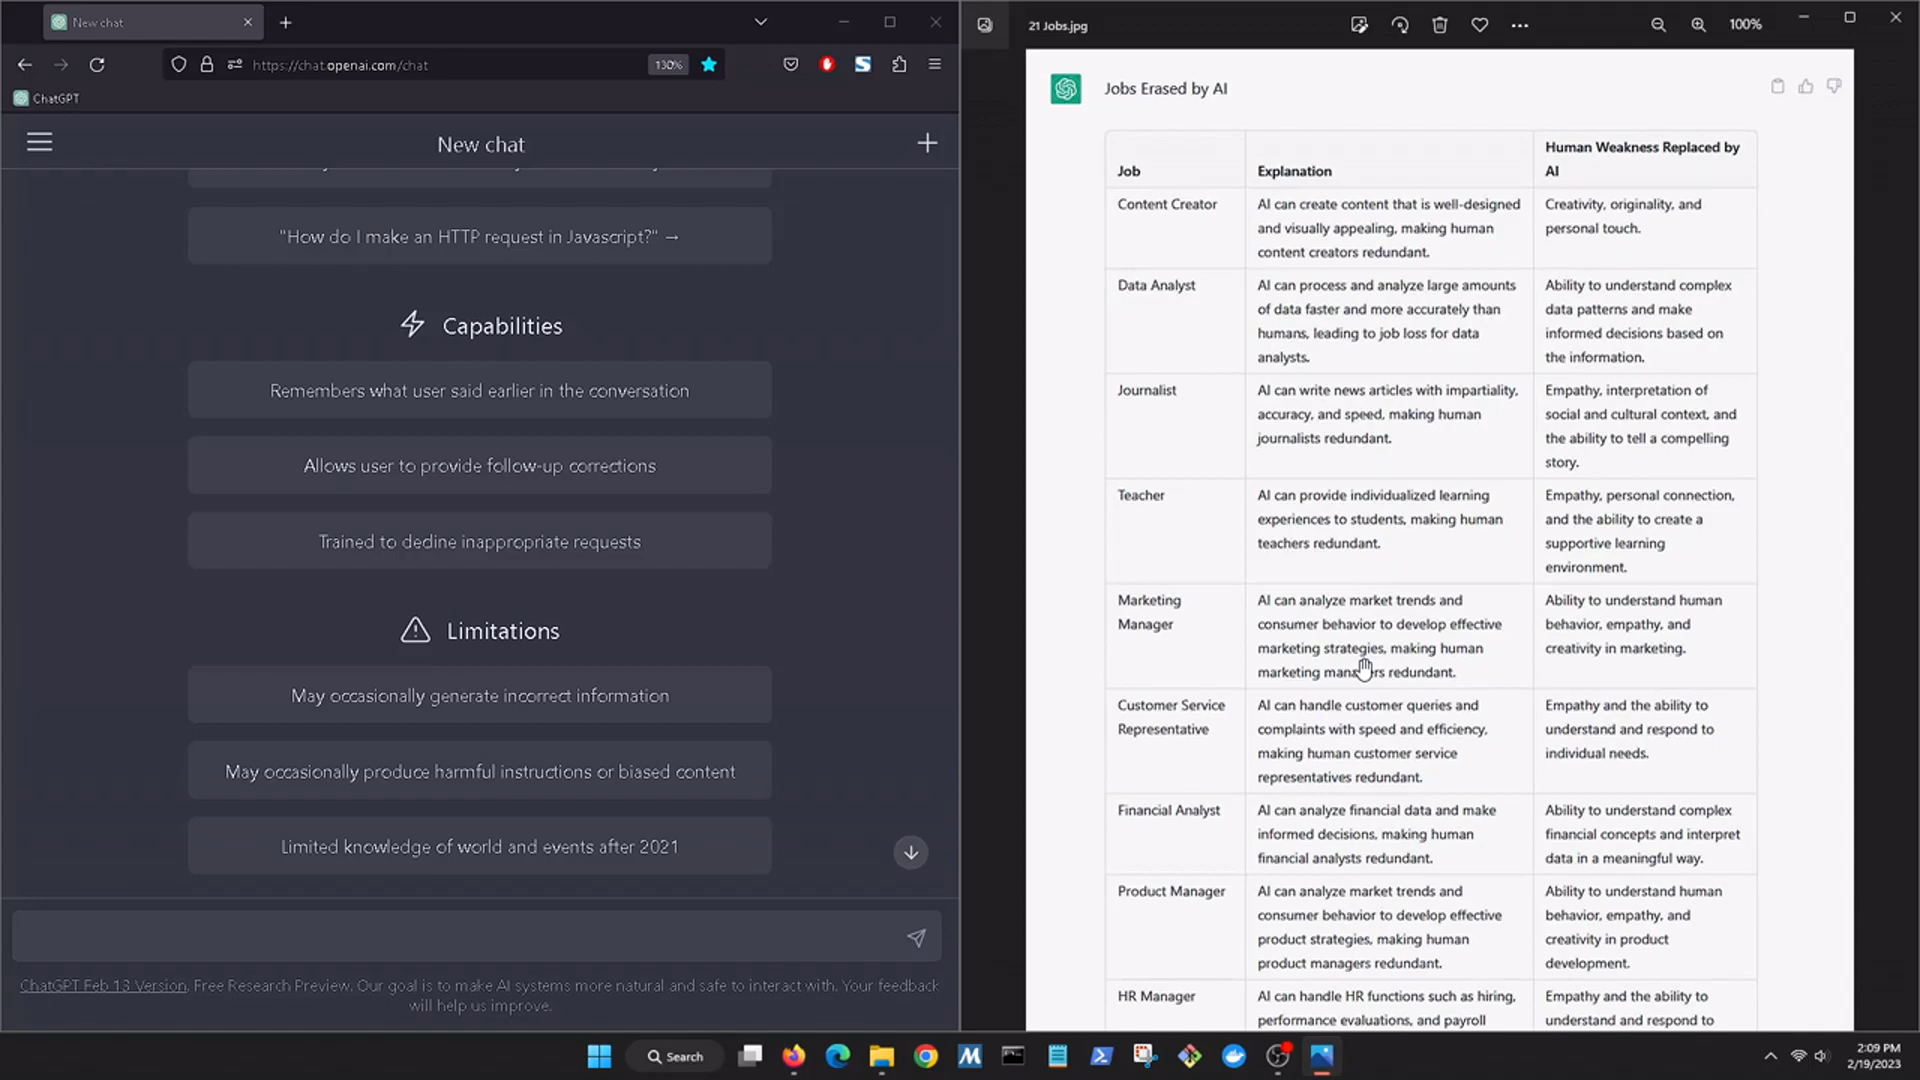 New chat
https://chat.openai.com/chat
130%
ChatGPT
New chat
"How do I make an HTTP request in Javascript?" →
Capabilities
Remembers what user said earlier in the conversation
Allows user to provide follow-up corrections
Trained to decline inappropriate requests
Limitations
May occasionally generate incorrect information
May occasionally produce harmful instructions or biased content
Limited knowledge of world and events after 2021
ChatGPT Feb 13 Version. Free Research Preview. Our goal is to make AI systems more natural and safe to interact with. Your feedback
will help us improve.
21 Jobs.jpg
100%
Jobs Erased by AI
Job
Explanation
Human Weakness Replaced by
AI
Content Creator
AI can create content that is well-designed
and visually appealing, making human
content creators redundant.
Creativity, originality, and
personal touch.
Data Analyst
AI can process and analyze large amounts
of data faster and more accurately than
humans, leading to job loss for data
analysts.
Ability to understand complex
data patterns and make
informed decisions based on
the information.
Journalist
AI can write news articles with impartiality,
accuracy, and speed, making human
journalists redundant.
Empathy, interpretation of
social and cultural context, and
the ability to tell a compelling
story.
Teacher
AI can provide individualized learning
experiences to students, making human
teachers redundant.
Empathy, personal connection,
and the ability to create a
supportive learning
environment.
Marketing
Manager
AI can analyze market trends and
consumer behavior to develop effective
marketing strategies, making human
marketing managers redundant.
Ability to understand human
behavior, empathy, and
creativity in marketing.
Customer Service
Representative
AI can handle customer queries and
complaints with speed and efficiency,
making human customer service
representatives redundant.
Empathy and the ability to
understand and respond to
individual needs.
Financial Analyst
AI can analyze financial data and make
informed decisions, making human
financial analysts redundant.
Ability to understand complex
financial concepts and interpret
data in a meaningful way.
Product Manager
AI can analyze market trends and
consumer behavior to develop effective
product strategies, making human
product managers redundant.
Ability to understand human
behavior, empathy, and
creativity in product
development.
HR Manager
AI can handle HR functions such as hiring,
performance evaluations, and payroll
Empathy and the ability to
understand and respond to
Search
2:09 PM
2/19/2023